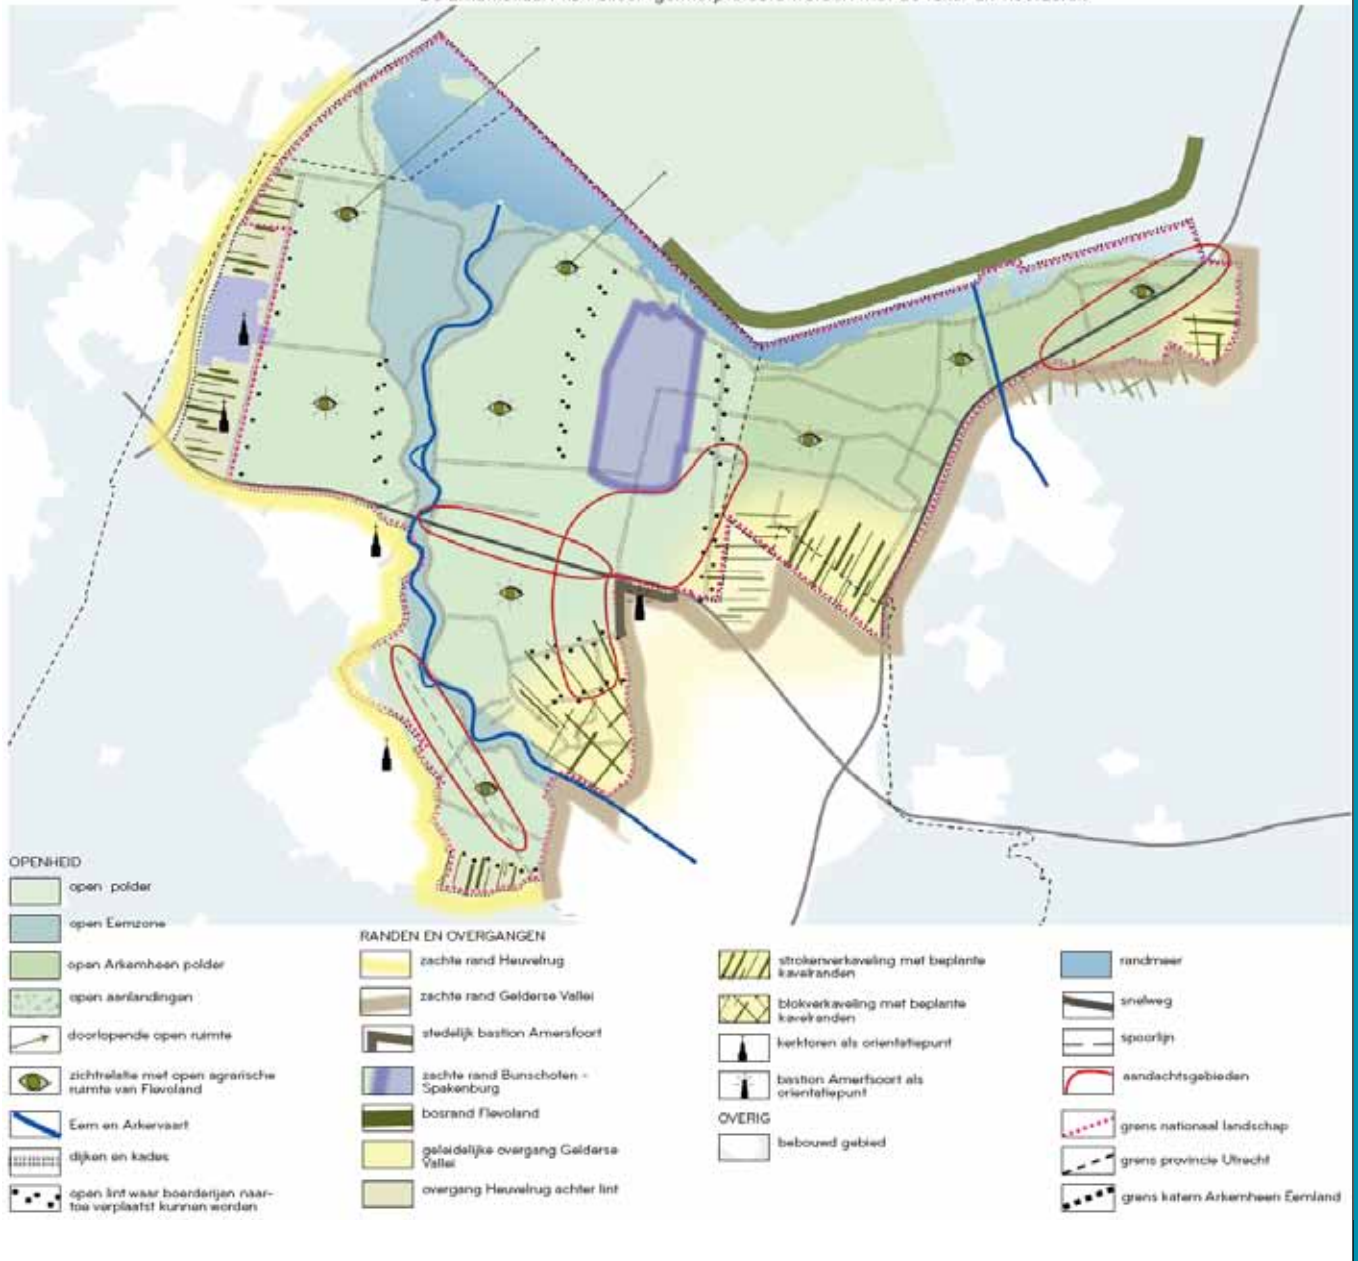 OPENHEID
open polder
open Eemzone
open Arkemheen polder
open aanlandingen
doorlopende open ruimte
zichtrelatie met open agrarische
ruimte van Flevoland
Eem en Arkervaart
dijken en kades
open lint waar boerderijen naar-
toe verplaatst kunnen worden
RANDEN EN OVERGANGEN
zachte rand Heuvelrug
zachte rand Gelderse Vallei
stedelijk bastion Amersfoort
zachte rand Bunschoten -
Spakenburg
bosrand Flevoland
geleidelijke overgang Gelderse
Vallei
overgang Heuvelrug achter lint
strokenverkaveling met beplante
kavelranden
blokverkaveling met beplante
kavelranden
kerktoren als orientatiepunt
bastion Amerfsoort als
orientatiepunt
OVERIG
bebouwd gebied
randmeer
snelweg
spoorlijn
aandachtsgebieden
grens nationaal landschap
grens provincie Utrecht
grens katern Arkemheen Eemland